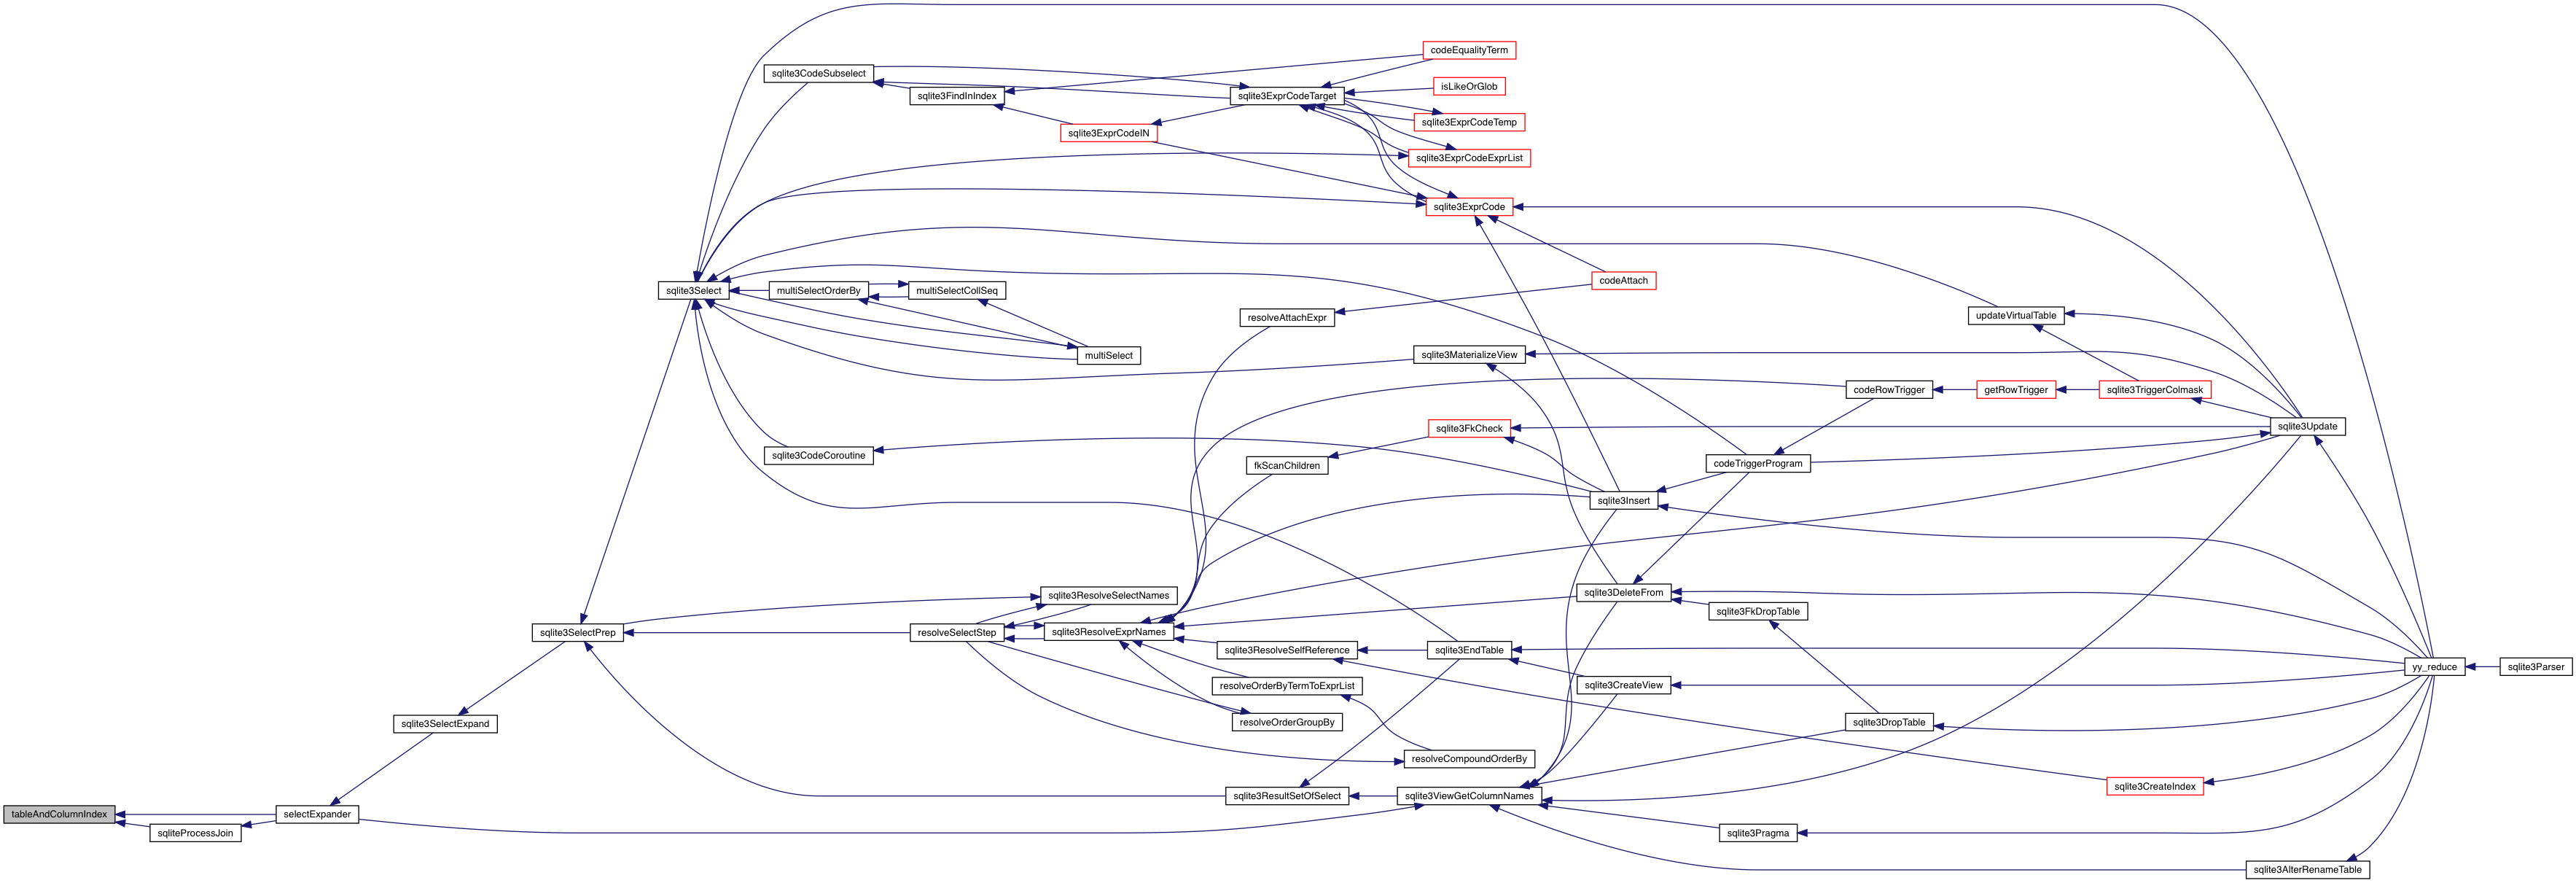 codeEqualityTerm
sqlite3CodeSubselect
isLikeOrGlob
sqlite3FindInIndex
sqlite3ExprCodeTarget
sqlite3ExprCodeTemp
sqlite3ExprCodeIN
sqlite3ExprCodeExprList
sqlite3ExprCode
codeAttach
sqlite3Select
multiSelectOrderBy
multiSelectCollSeq
resolveAttachExpr
updateVirtualTable
multiSelect
sqlite3MaterializeView
codeRowTrigger
getRowTrigger
sqlite3TriggerColmask
sqlite3FkCheck
sqlite3Update
sqlite3CodeCoroutine
fkScanChildren
codeTriggerProgram
sqlite3Insert
sqlite3ResolveSelectNames
sqlite3DeleteFrom
sqlite3FkDropTable
sqlite3SelectPrep
resolveSelectStep
sqlite3ResolveExprNames
sqlite3ResolveSelfReference
sqlite3EndTable
yy_reduce
sqlite3Parser
resolveOrderByTermToExprList
sqlite3CreateView
sqlite3SelectExpand
resolveOrderGroupBy
sqlite3DropTable
resolveCompoundOrderBy
sqlite3CreateIndex
sqlite3ResultSetOfSelect
sqlite3ViewGetColumnNames
tableAndColumnIndex
selectExpander
sqliteProcessJoin
sqlite3Pragma
sqlite3AlterRenameTable